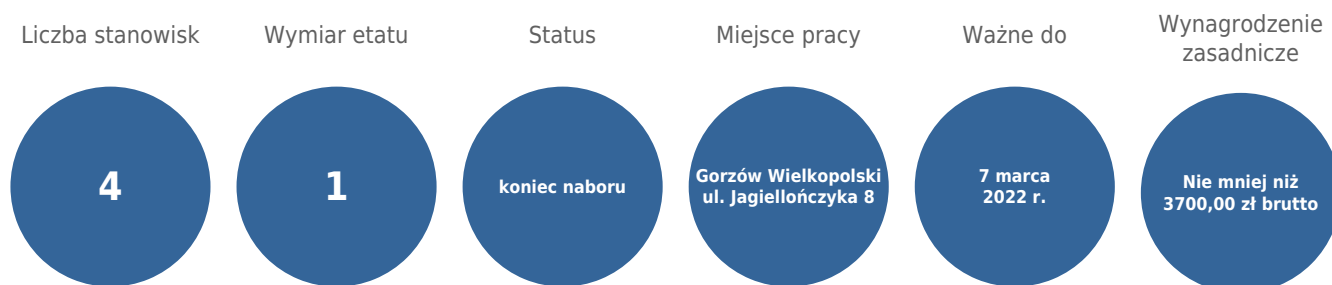 Liczba stanowisk
Wymiar etatu
Status
Miejsce pracy
Ważne do
Wynagrodzenie
zasadnicze
4
1
koniec naboru
Gorzów Wielkopolski
ul. Jagiellończyka 8
7 marca
2022 r.
Nie mniej niż
3700,00 zł brutto